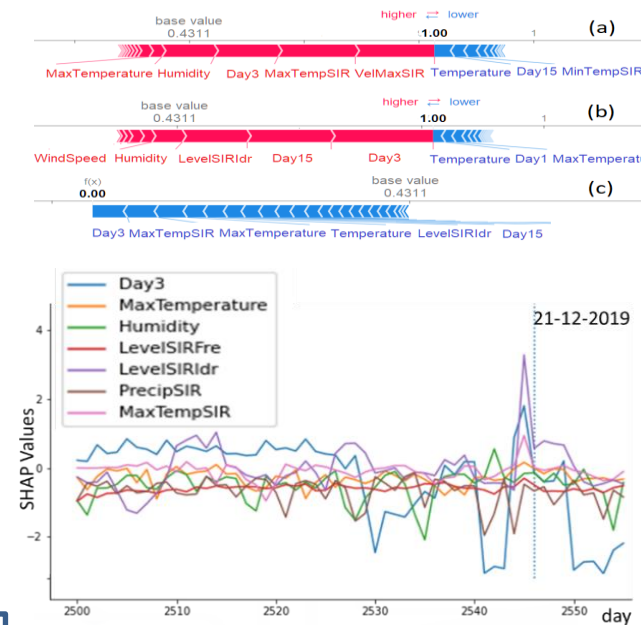 higher lower
base value
0.4311 1.00 1 (a)
MaxTemperature Humidity Day3 MaxTempSIR VelMaxSIR Temperature Day15 MinTempSIR
higher lower (b)
base value
0.4311 1.00
WindSpeed Humidity LevelSIRIdr Day15 Day3 Temperature Day1 MaxTemperat
f(x) base value (c)
0.00 0.4311
Day3 MaxTempSIR MaxTemperature Temperature LevelSIRIdr Day15
Day3
MaxTemperature
Humidity
LevelSIRFre
LevelSIRIdr
PrecipSIR
MaxTempSIR
21-12-2019
4
2
0
−2
SHAP Values
2500 2510 2520 2530 2540 2550
day